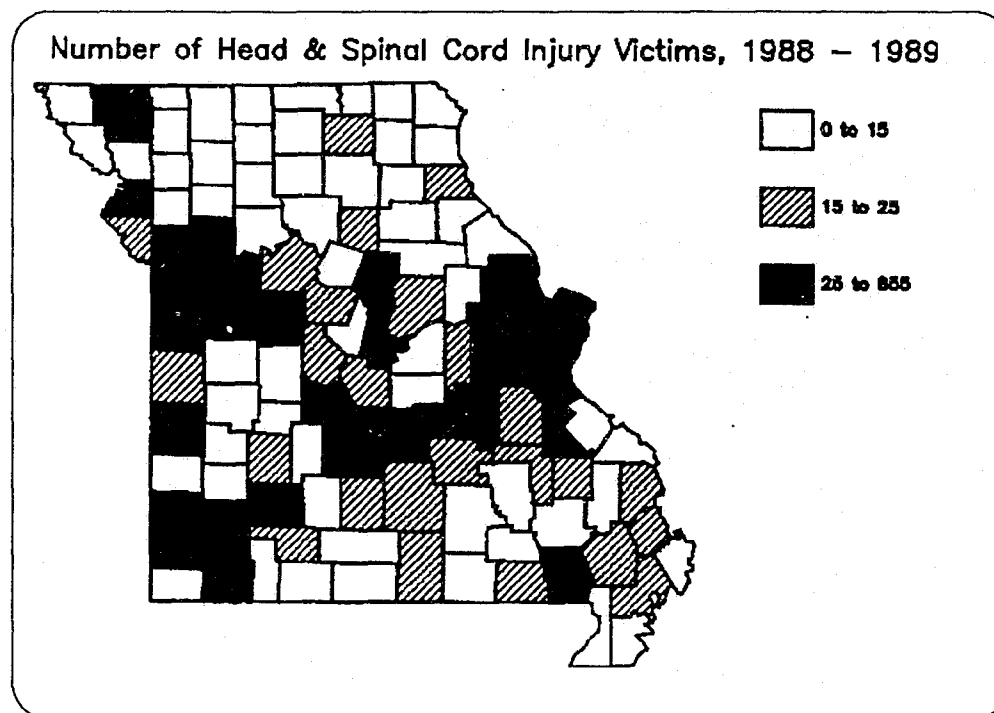 Number of Head & Spinal Cord Injury Victims, 1988 – 1989
0 to 15
15 to 25
25 to 855